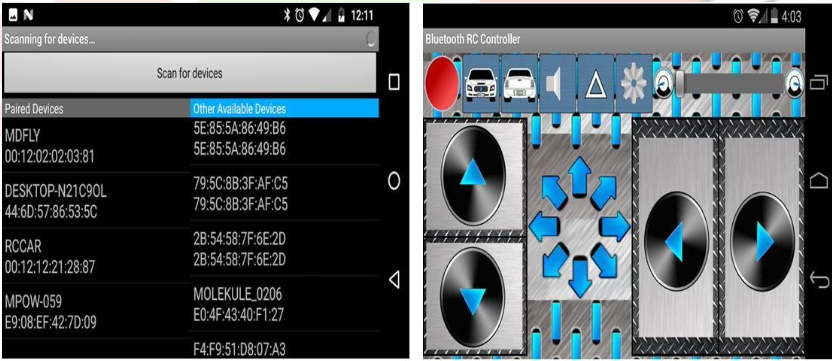 12:11
Scanning for devices...
Scan for devices
Paired Devices
MDFLY
00:12:02:02:03:81
DESKTOP-N21C9OL
44:6D:57:86:53:5C
RCCAR
00:12:12:21:28:87
MPOW-059
E9:08:EF:42:7D:09
Other Available Devices
5E:85:5A:86:49:B6
5E:85:5A:86:49:B6
79:5C:8B:3F:AF:C5
79:5C:8B:3F:AF:C5
2B:54:58:7F:6E:2D
2B:54:58:7F:6E:2D
MOLEKULE_0206
E0:4F:43:40:F1:27
F4:F9:51:D8:07:A3
4:03
Bluetooth RC Controller